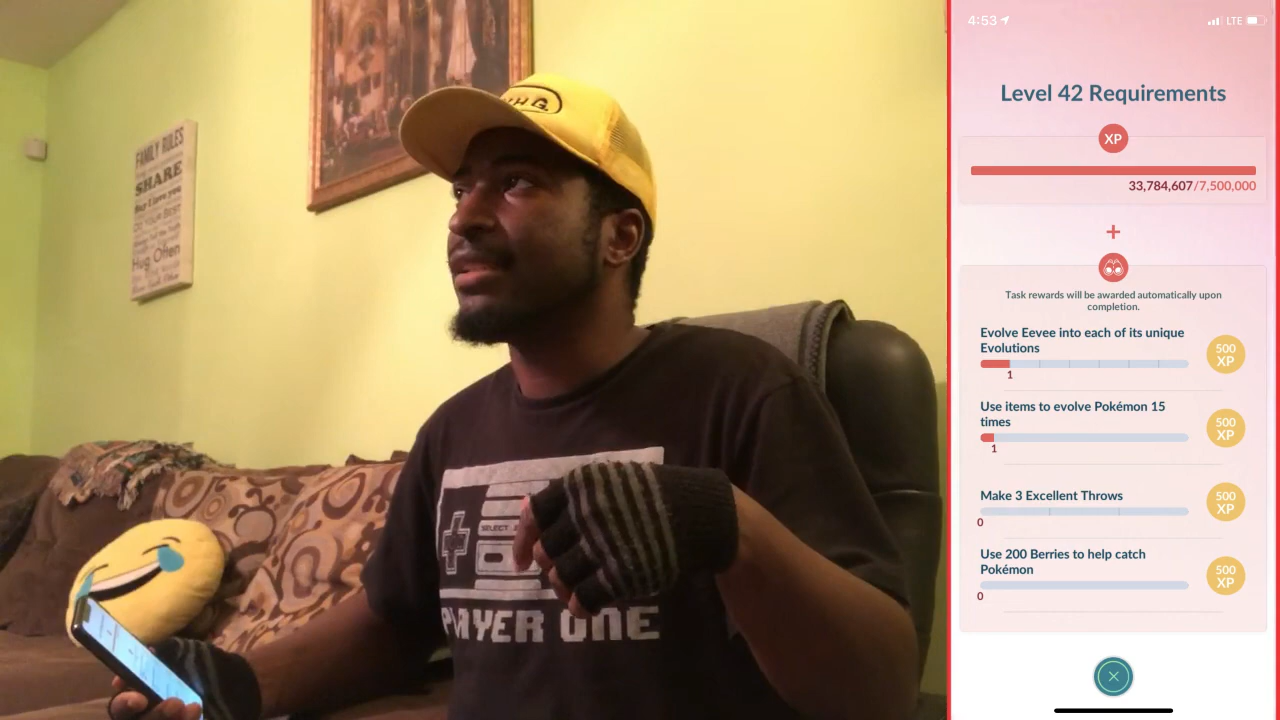 FAMILY RULES
SHARE
Hug Often
SELECT
PLAYER ONE
4:53
LTE
Level 42 Requirements
XP
33,784,607/7,500,000
+
Task rewards will be awarded automatically upon
completion.
Evolve Eevee into each of its unique
Evolutions
500
XP
1
Use items to evolve Pokémon 15
times
500
XP
1
Make 3 Excellent Throws
500
XP
0
Use 200 Berries to help catch
Pokémon
500
XP
0